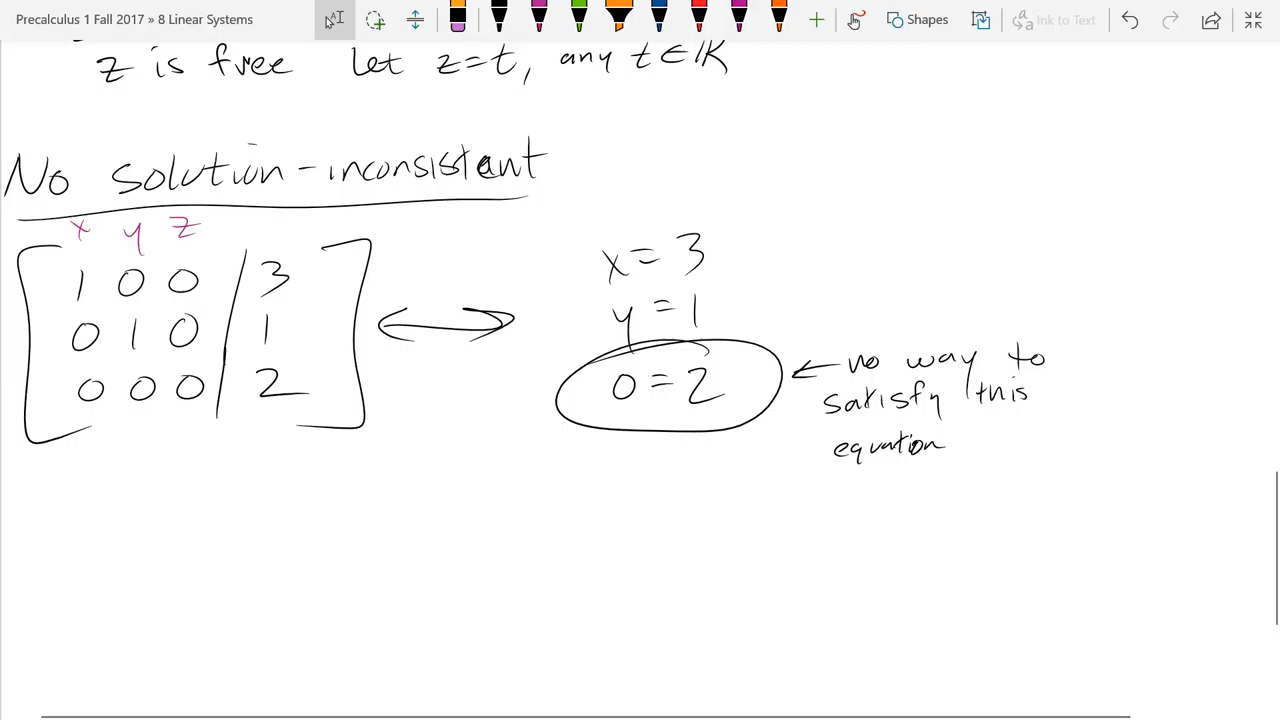 Precalculus 1 Fall 2017 » 8 Linear Systems
Shapes
Ink to Text
z is free let z=t, any t∈ℝ
No solution - inconsistent
x y z
1 0 0 | 3
0 1 0 | 1
0 0 0 | 2
x = 3
y = 1
0 = 2
← no way to
satisfy this
equation